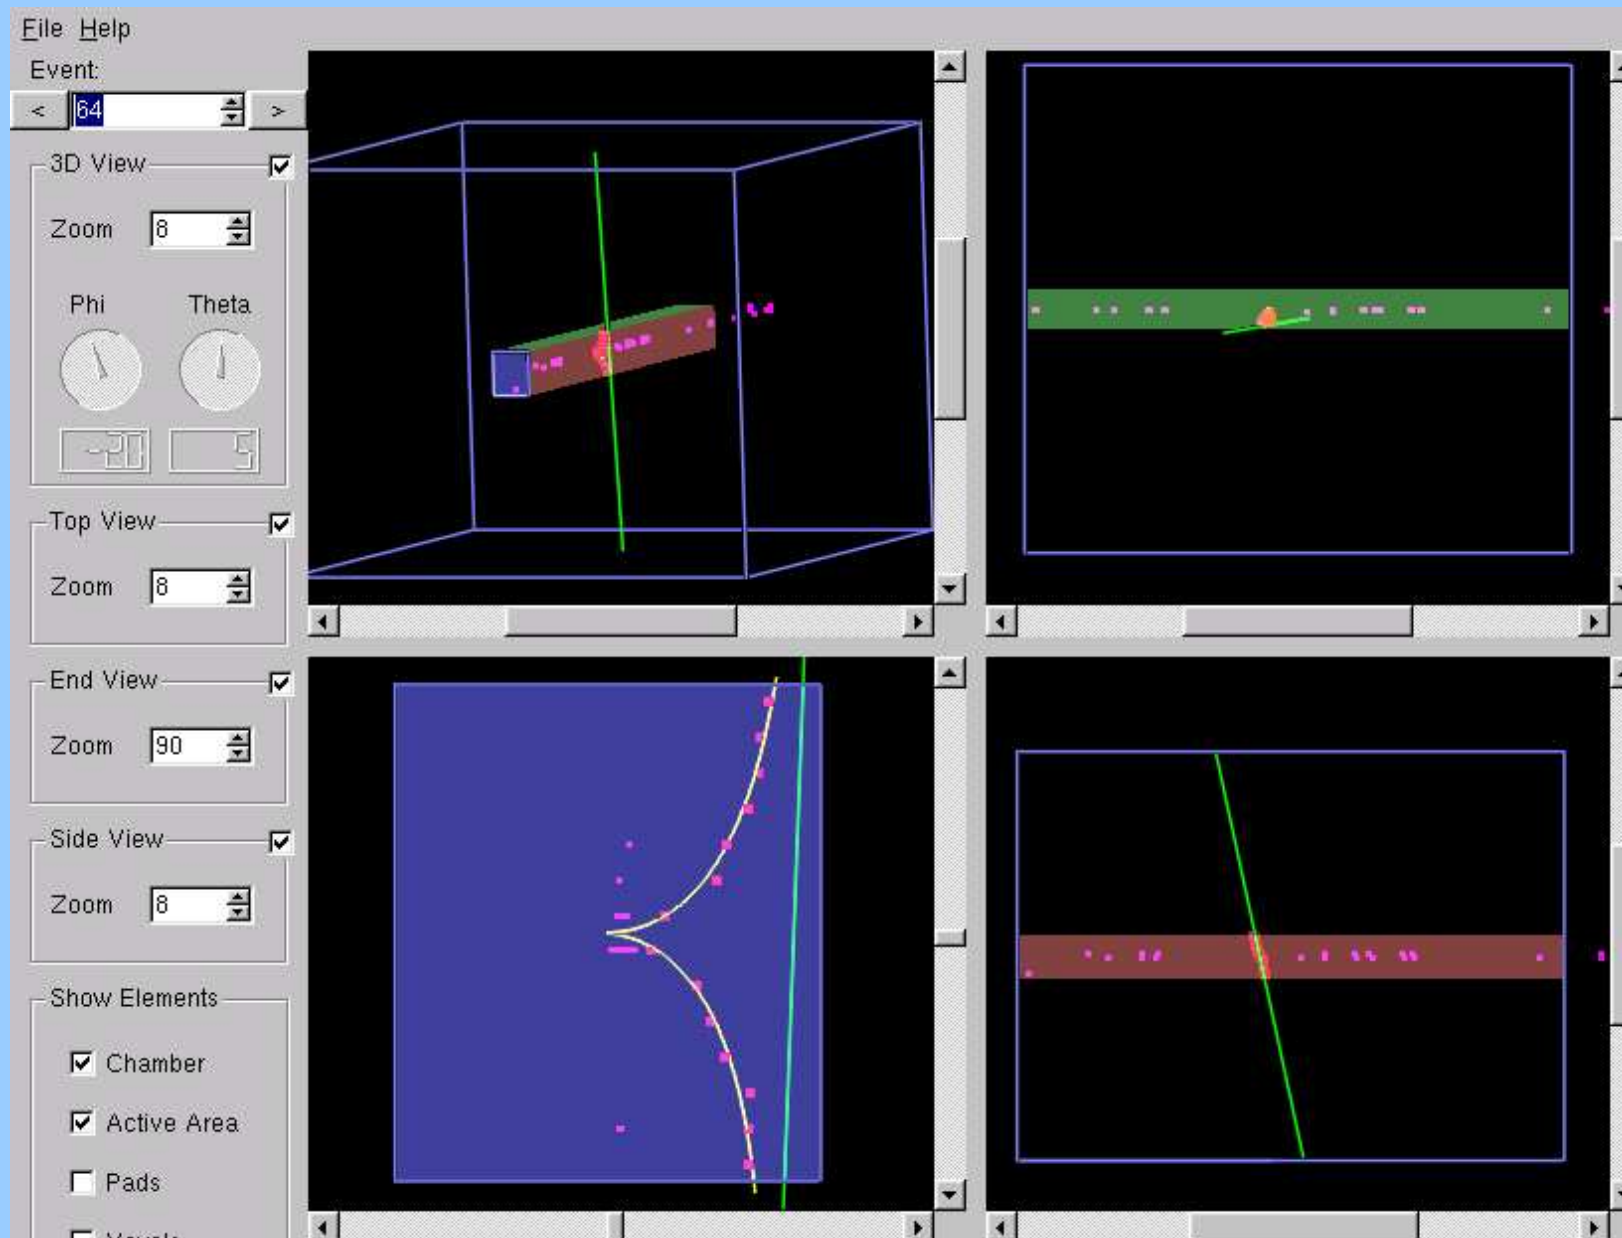 File Help
Event:
< 64 >
3D View
Zoom 8
Phi Theta
-20 5
Top View
Zoom 8
End View
Zoom 90
Side View
Zoom 8
Show Elements
Chamber
Active Area
Pads